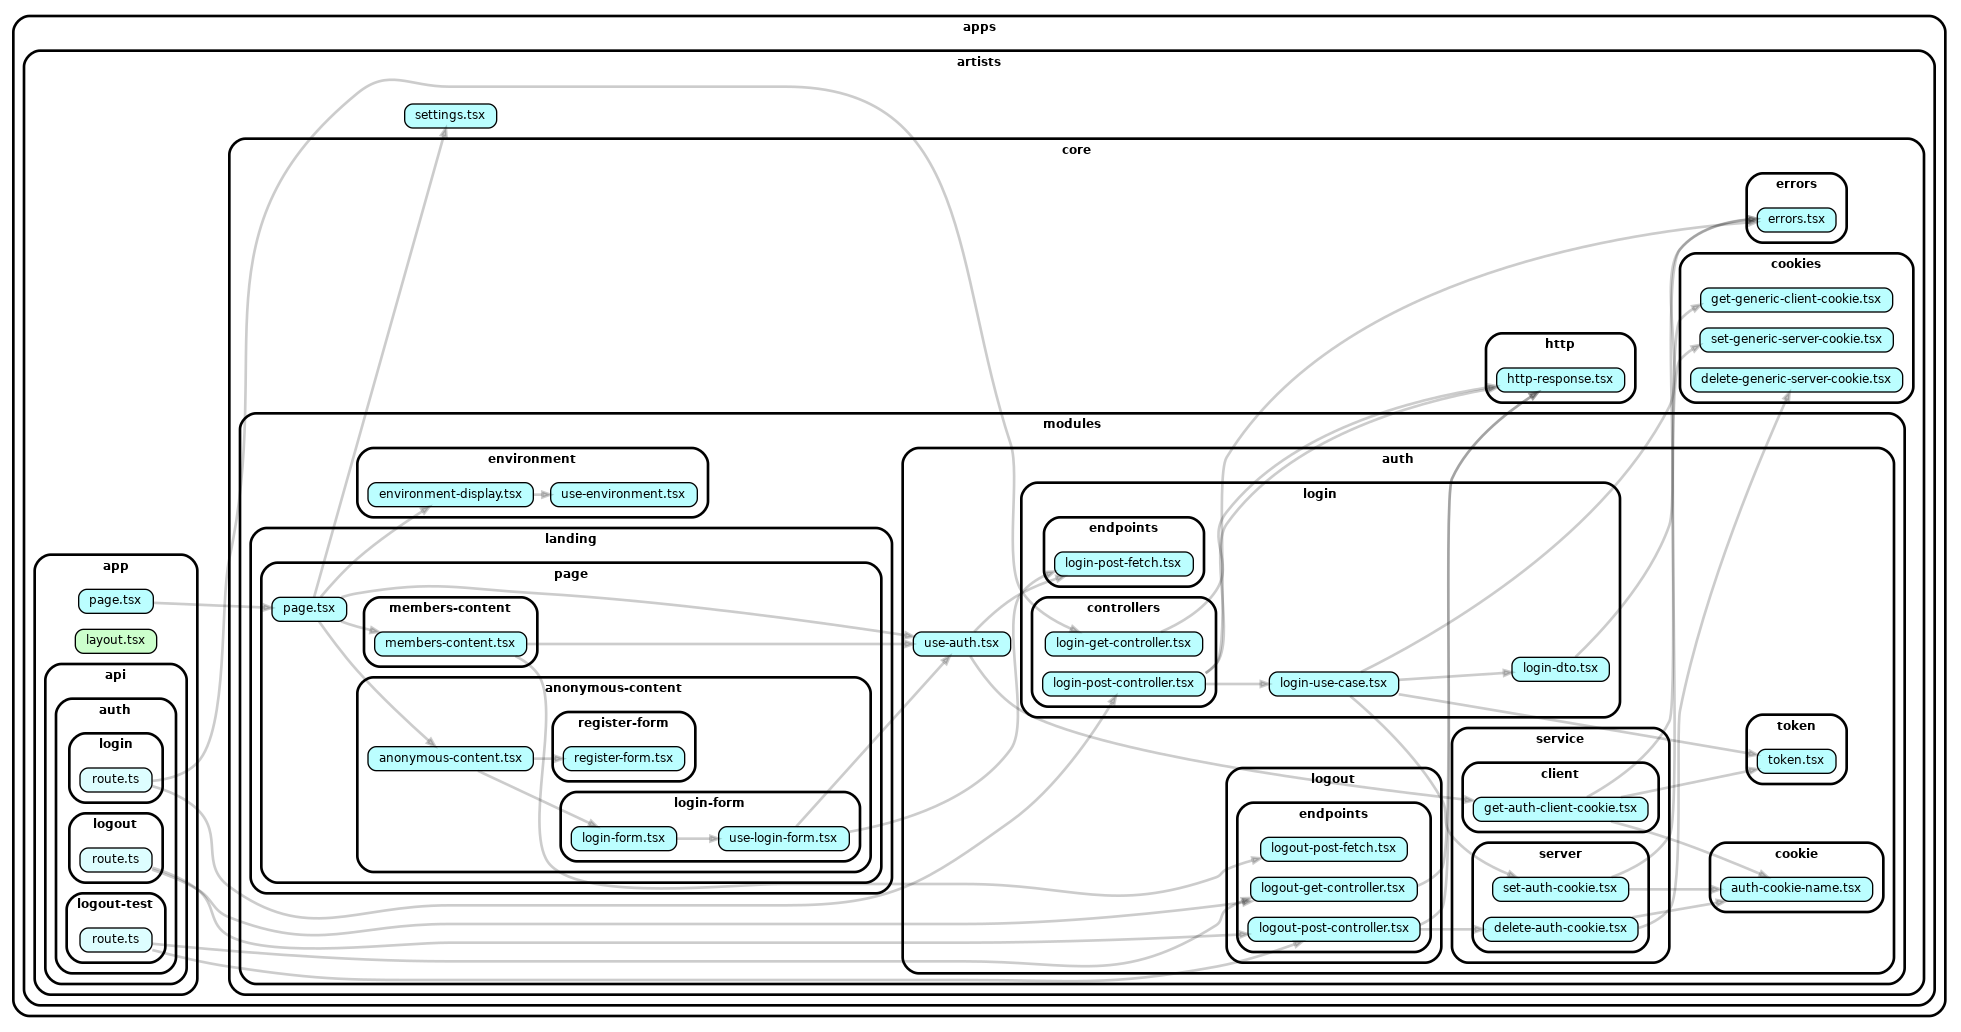 apps
artists
settings.tsx
core
errors
errors.tsx
cookies
get-generic-client-cookie.tsx
set-generic-server-cookie.tsx
delete-generic-server-cookie.tsx
http
http-response.tsx
modules
environment
environment-display.tsx
use-environment.tsx
landing
page
page.tsx
members-content
members-content.tsx
anonymous-content
anonymous-content.tsx
register-form
register-form.tsx
login-form
login-form.tsx
use-login-form.tsx
auth
use-auth.tsx
login
endpoints
login-post-fetch.tsx
controllers
login-get-controller.tsx
login-post-controller.tsx
login-use-case.tsx
login-dto.tsx
logout
endpoints
logout-post-fetch.tsx
logout-get-controller.tsx
logout-post-controller.tsx
service
client
get-auth-client-cookie.tsx
server
set-auth-cookie.tsx
delete-auth-cookie.tsx
token
token.tsx
cookie
auth-cookie-name.tsx
app
page.tsx
layout.tsx
api
auth
login
route.ts
logout
route.ts
logout-test
route.ts